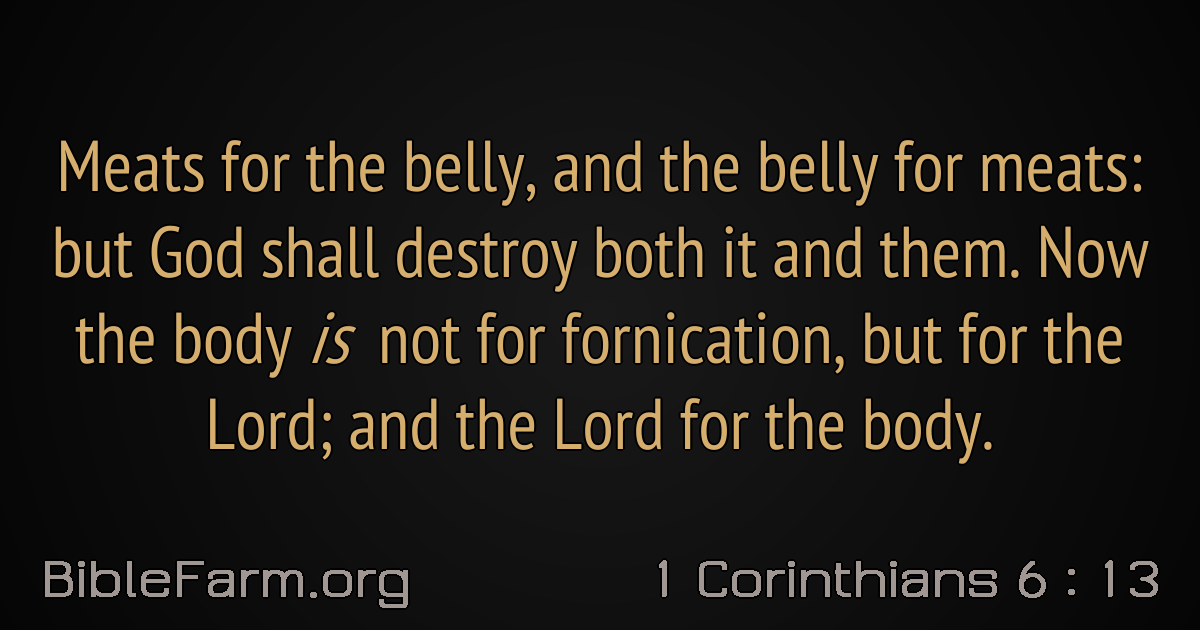 Meats for the belly, and the belly for meats:
but God shall destroy both it and them. Now
the body is not for fornication, but for the
Lord; and the Lord for the body.
BibleFarm.org
1 Corinthians 6 : 13